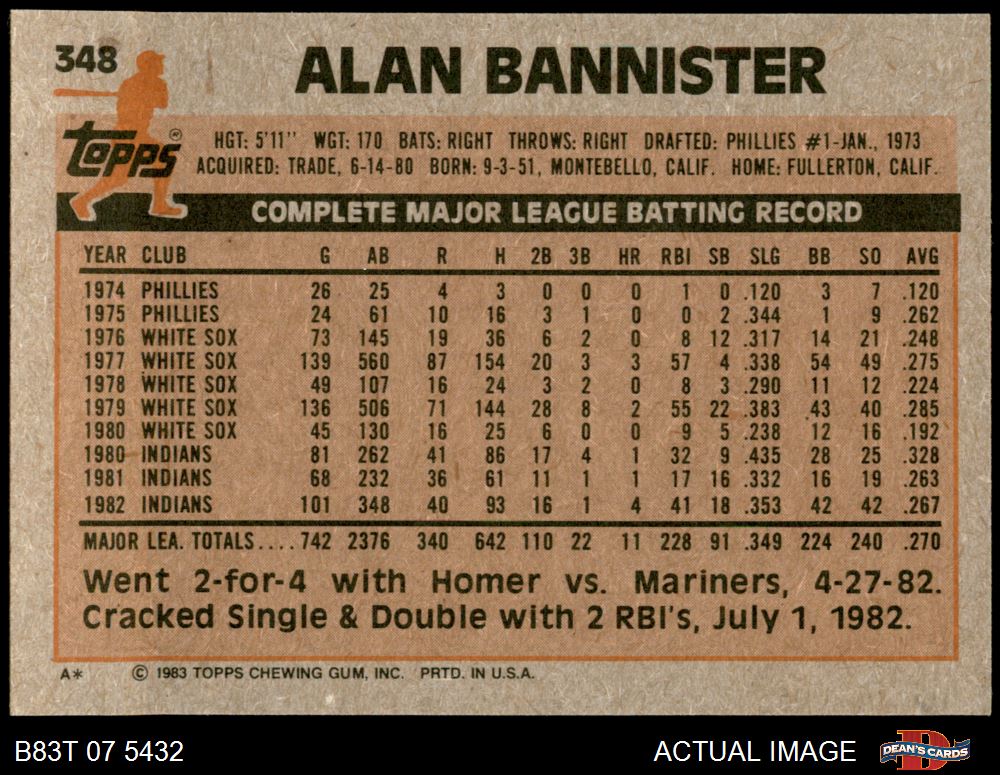 348
ALAN BANNISTER
Topps®
HGT: 5'11" WGT: 170 BATS: RIGHT THROWS: RIGHT DRAFTED: PHILLIES #1-JAN., 1973
ACQUIRED: TRADE, 6-14-80 BORN: 9-3-51, MONTEBELLO, CALIF. HOME: FULLERTON, CALIF.
COMPLETE MAJOR LEAGUE BATTING RECORD
YEAR CLUB G AB R H 2B 3B HR RBI SB SLG BB SO AVG
1974 PHILLIES 26 25 4 3 0 0 0 1 0 .120 3 7 .120
1975 PHILLIES 24 61 10 16 3 1 0 0 2 .344 1 9 .262
1976 WHITE SOX 73 145 19 36 6 2 0 8 12 .317 14 21 .248
1977 WHITE SOX 139 560 87 154 20 3 3 57 4 .338 54 49 .275
1978 WHITE SOX 49 107 16 24 3 2 0 8 3 .290 11 12 .224
1979 WHITE SOX 136 506 71 144 28 8 2 55 22 .383 43 40 .285
1980 WHITE SOX 45 130 16 25 6 0 0 9 5 .238 12 16 .192
1980 INDIANS 81 262 41 86 17 4 1 32 9 .435 28 25 .328
1981 INDIANS 68 232 36 61 11 1 1 17 16 .332 16 19 .263
1982 INDIANS 101 348 40 93 16 1 4 41 18 .353 42 42 .267
MAJOR LEA. TOTALS.... 742 2376 340 642 110 22 11 228 91 .349 224 240 .270
Went 2-for-4 with Homer vs. Mariners, 4-27-82.
Cracked Single & Double with 2 RBI's, July 1, 1982.
A* © 1983 TOPPS CHEWING GUM, INC. PRTD. IN U.S.A.
B83T 07 5432 ACTUAL IMAGE DEAN'S CARDS